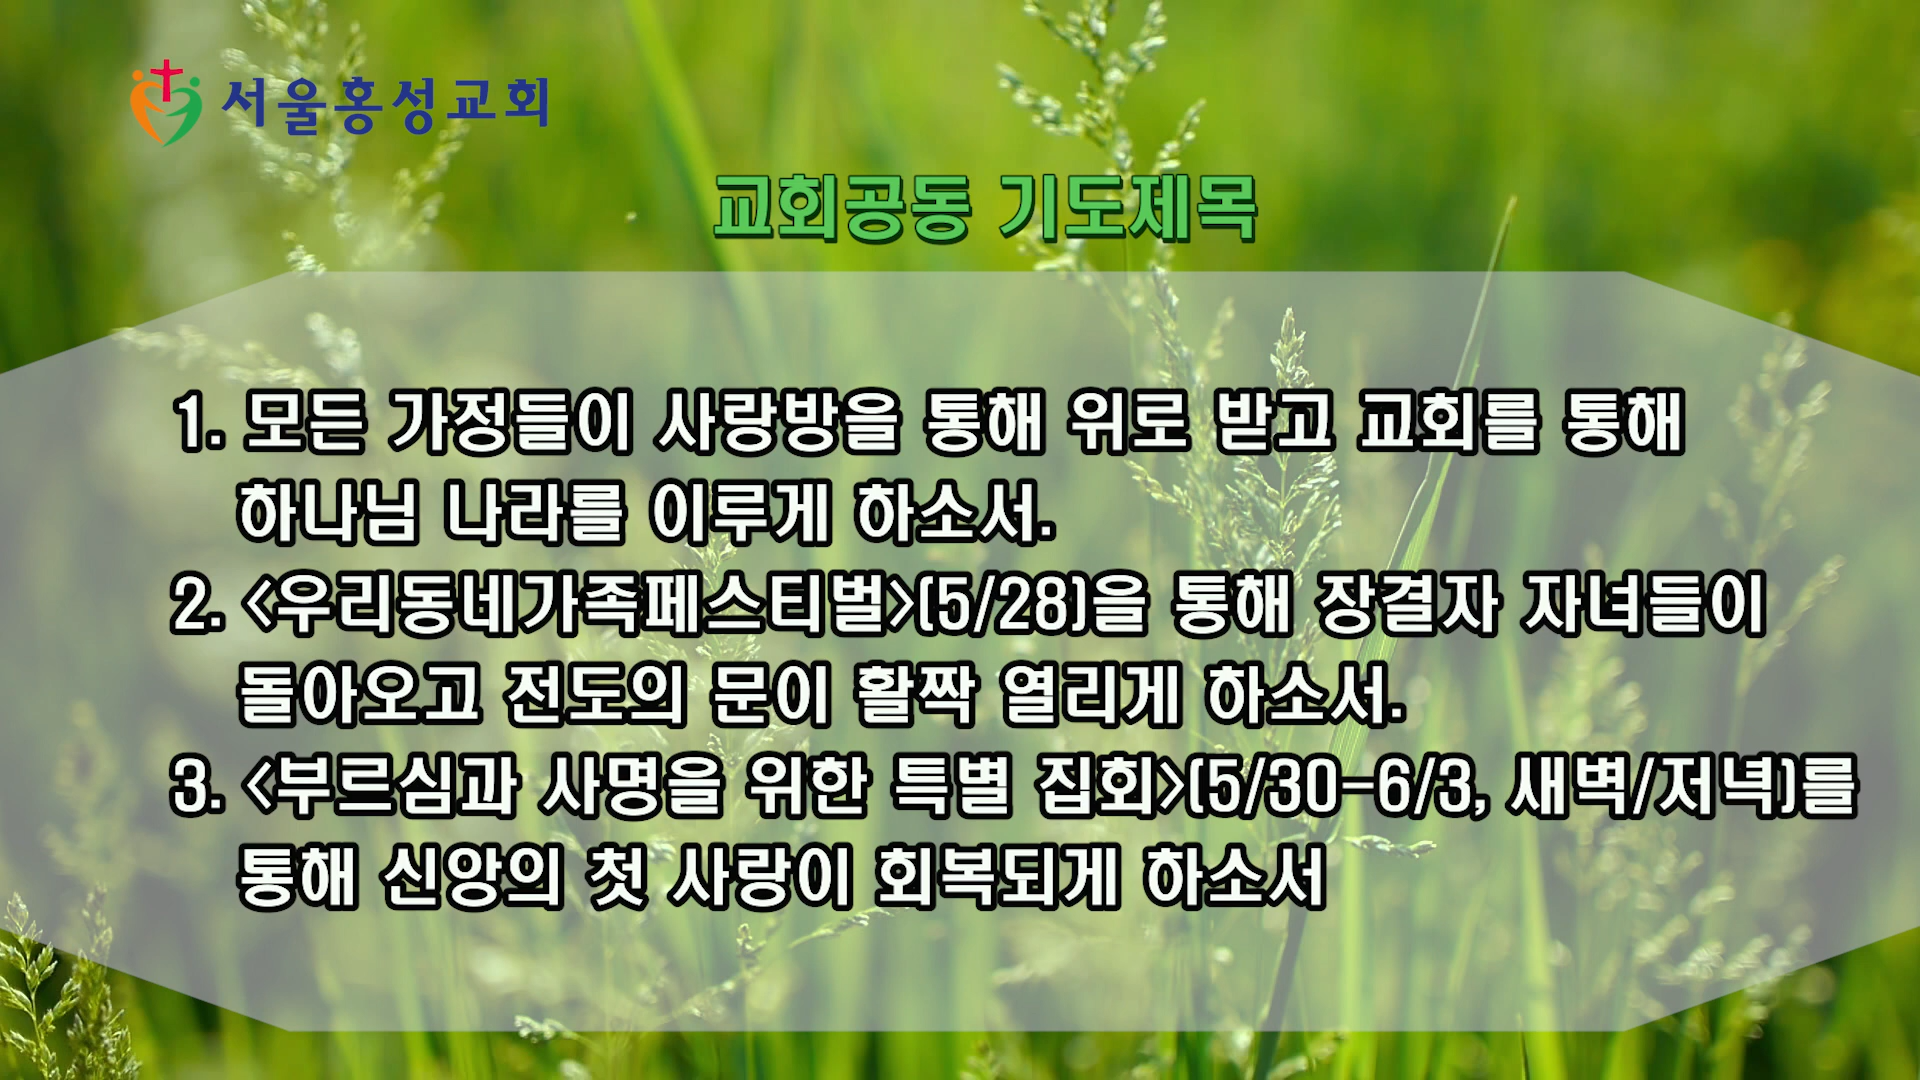 서울홍성교회
교회공동 기도제목
1. 모든 가정들이 사랑방을 통해 위로 받고 교회를 통해
하나님 나라를 이루게 하소서.
2. <우리동네가족페스티벌>(5/28)을 통해 장결자 자녀들이
돌아오고 전도의 문이 활짝 열리게 하소서.
3. <부르심과 사명을 위한 특별 집회>(5/30-6/3, 새벽/저녁)를
통해 신앙의 첫 사랑이 회복되게 하소서